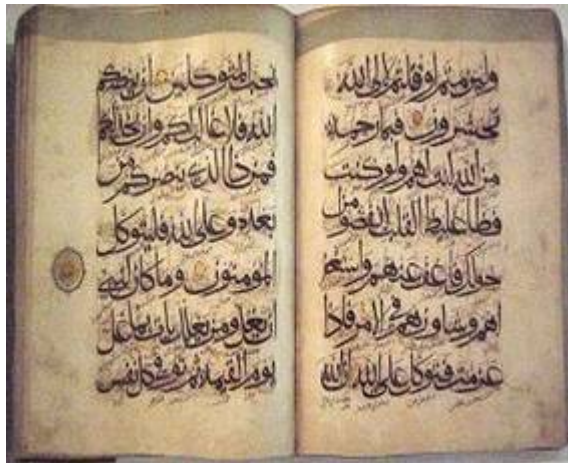 ولئن متم او قتلتم لالى الله
تحشرون فبما رحمة
من الله لنت لهم ولو كنت
فظا غليظ القلب لانفضوا من
حولك فاعف عنهم واستغفر
لهم وشاورهم في الامر فاذا
عزمت فتوكل على الله ان الله
يحب المتوكلين ان ينصركم
الله فلا غالب لكم وان يخذلكم
فمن ذا الذي ينصركم من
بعده وعلى الله فليتوكل
المؤمنون وما كان لنبي
ان يغل ومن يغلل يات بما غل
يوم القيمة ثم توفى كل نفس